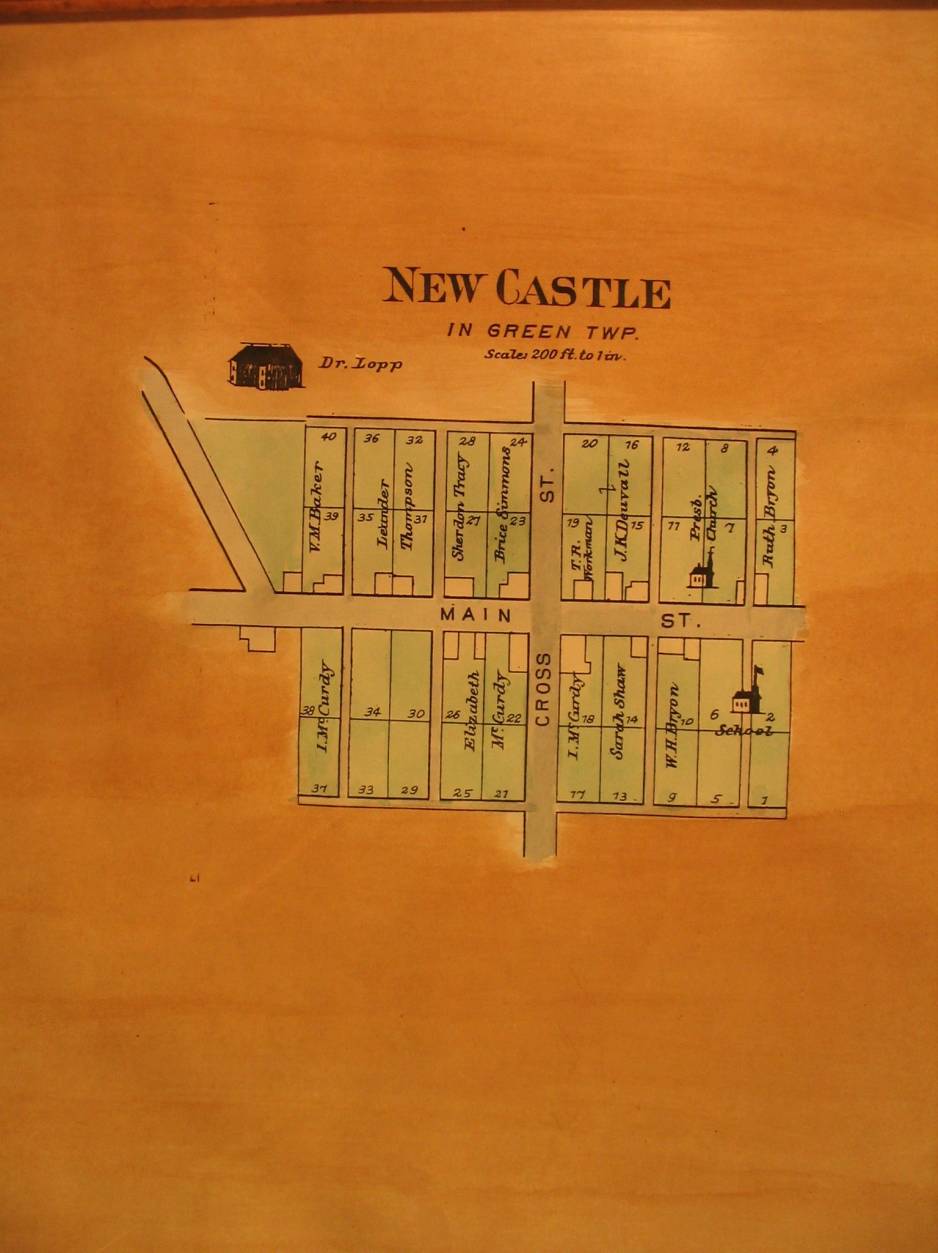 NEW CASTLE
IN GREEN TWP.
Scale: 200 ft. to 1 in.
Dr. Lopp
40 36 32 28 24 20 16 12 8 4
V.M. Baker
Leander
Thompson
Sherdon Tracy
Brice Simmons
T.R.
Workman
J.K. Deuvall
Presb.
Church
Ruth Bryon
39 35 31 27 23 19 15 11 7 3
MAIN ST.
CROSS ST.
I. McCurdy
Elizabeth
McCurdy
I. McCurdy
Sarah Shaw
W.H. Bryon
School
38 34 30 26 22 18 14 10 6 2
37 33 29 25 21 17 13 9 5 1